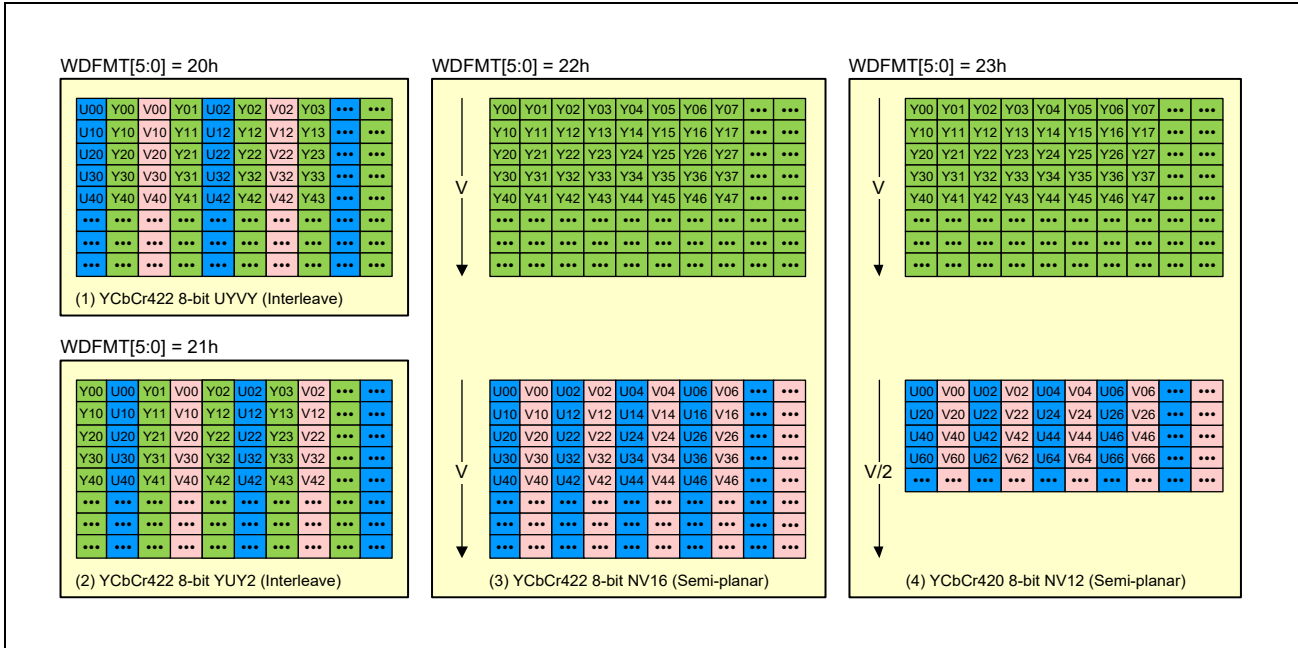 WDFMT[5:0] = 20h
U00 Y00 V00 Y01 U02 Y02 V02 Y03 ••• •••
U10 Y10 V10 Y11 U12 Y12 V12 Y13 ••• •••
U20 Y20 V20 Y21 U22 Y22 V22 Y23 ••• •••
U30 Y30 V30 Y31 U32 Y32 V32 Y33 ••• •••
U40 Y40 V40 Y41 U42 Y42 V42 Y43 ••• •••
••• ••• ••• ••• ••• ••• ••• ••• ••• •••
••• ••• ••• ••• ••• ••• ••• ••• ••• •••
••• ••• ••• ••• ••• ••• ••• ••• ••• •••
(1) YCbCr422 8-bit UYVY (Interleave)
WDFMT[5:0] = 21h
Y00 U00 Y01 V00 Y02 U02 Y03 V02 ••• •••
Y10 U10 Y11 V10 Y12 U12 Y13 V12 ••• •••
Y20 U20 Y21 V20 Y22 U22 Y23 V22 ••• •••
Y30 U30 Y31 V30 Y32 U32 Y33 V32 ••• •••
Y40 U40 Y41 V40 Y42 U42 Y43 V42 ••• •••
••• ••• ••• ••• ••• ••• ••• ••• ••• •••
••• ••• ••• ••• ••• ••• ••• ••• ••• •••
••• ••• ••• ••• ••• ••• ••• ••• ••• •••
(2) YCbCr422 8-bit YUY2 (Interleave)
WDFMT[5:0] = 22h
Y00 Y01 Y02 Y03 Y04 Y05 Y06 Y07 ••• •••
Y10 Y11 Y12 Y13 Y14 Y15 Y16 Y17 ••• •••
Y20 Y21 Y22 Y23 Y24 Y25 Y26 Y27 ••• •••
Y30 Y31 Y32 Y33 Y34 Y35 Y36 Y37 ••• •••
Y40 Y41 Y42 Y43 Y44 Y45 Y46 Y47 ••• •••
••• ••• ••• ••• ••• ••• ••• ••• ••• •••
••• ••• ••• ••• ••• ••• ••• ••• ••• •••
••• ••• ••• ••• ••• ••• ••• ••• ••• •••
V
U00 V00 U02 V02 U04 V04 U06 V06 ••• •••
U10 V10 U12 V12 U14 V14 U16 V16 ••• •••
U20 V20 U22 V22 U24 V24 U26 V26 ••• •••
U30 V30 U32 V32 U34 V34 U36 V36 ••• •••
U40 V40 U42 V42 U44 V44 U46 V46 ••• •••
••• ••• ••• ••• ••• ••• ••• ••• ••• •••
••• ••• ••• ••• ••• ••• ••• ••• ••• •••
••• ••• ••• ••• ••• ••• ••• ••• ••• •••
V
(3) YCbCr422 8-bit NV16 (Semi-planar)
WDFMT[5:0] = 23h
Y00 Y01 Y02 Y03 Y04 Y05 Y06 Y07 ••• •••
Y10 Y11 Y12 Y13 Y14 Y15 Y16 Y17 ••• •••
Y20 Y21 Y22 Y23 Y24 Y25 Y26 Y27 ••• •••
Y30 Y31 Y32 Y33 Y34 Y35 Y36 Y37 ••• •••
Y40 Y41 Y42 Y43 Y44 Y45 Y46 Y47 ••• •••
••• ••• ••• ••• ••• ••• ••• ••• ••• •••
••• ••• ••• ••• ••• ••• ••• ••• ••• •••
••• ••• ••• ••• ••• ••• ••• ••• ••• •••
V
U00 V00 U02 V02 U04 V04 U06 V06 ••• •••
U20 V20 U22 V22 U24 V24 U26 V26 ••• •••
U40 V40 U42 V42 U44 V44 U46 V46 ••• •••
U60 V60 U62 V62 U64 V64 U66 V66 ••• •••
••• ••• ••• ••• ••• ••• ••• ••• ••• •••
V/2
(4) YCbCr420 8-bit NV12 (Semi-planar)